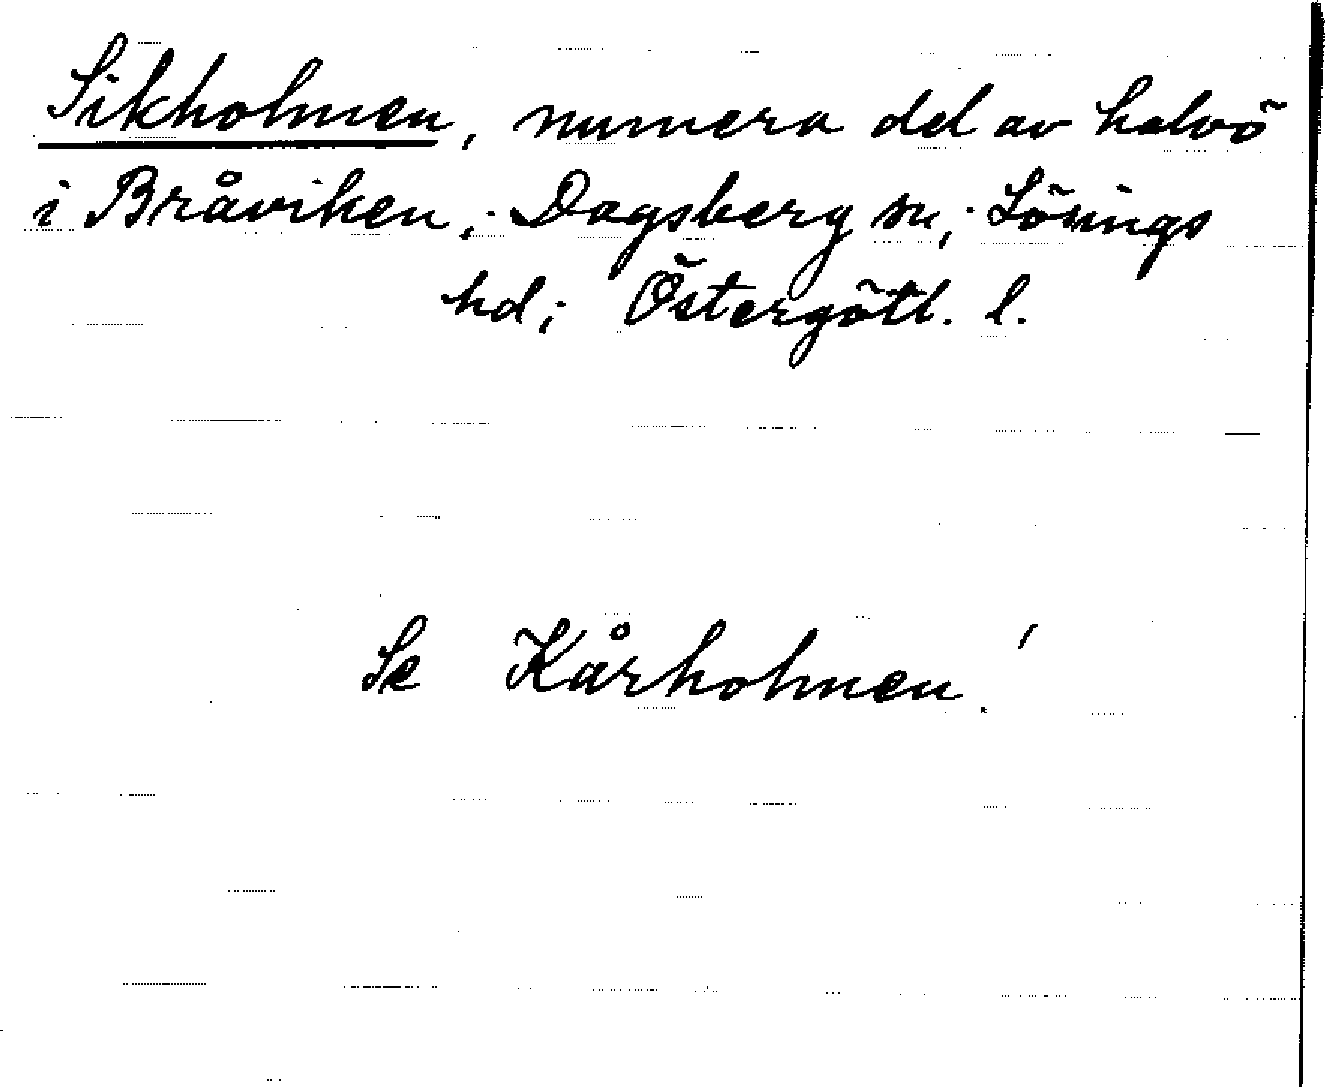 Sikholmen, numera del av halvö
i Bråviken, Dagsberg sn, Lösings
hd, Östergötl. l.
Se Kårholmen!